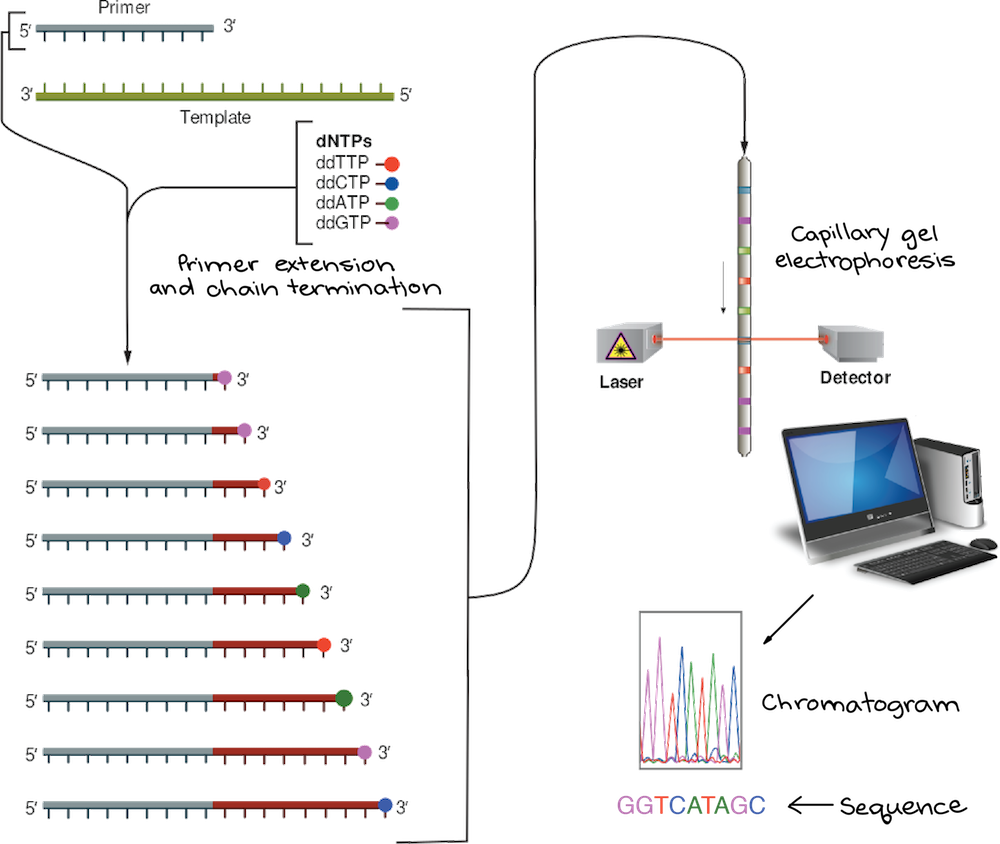 Primer
5′ 3′
3′ 5′
Template
dNTPs
ddTTP
ddCTP
ddATP
ddGTP
Primer extension
and chain termination
5′ 3′
5′ 3′
5′ 3′
5′ 3′
5′ 3′
5′ 3′
5′ 3′
5′ 3′
5′ 3′
Capillary gel
electrophoresis
Laser
Detector
Chromatogram
GGTCATAGC
Sequence